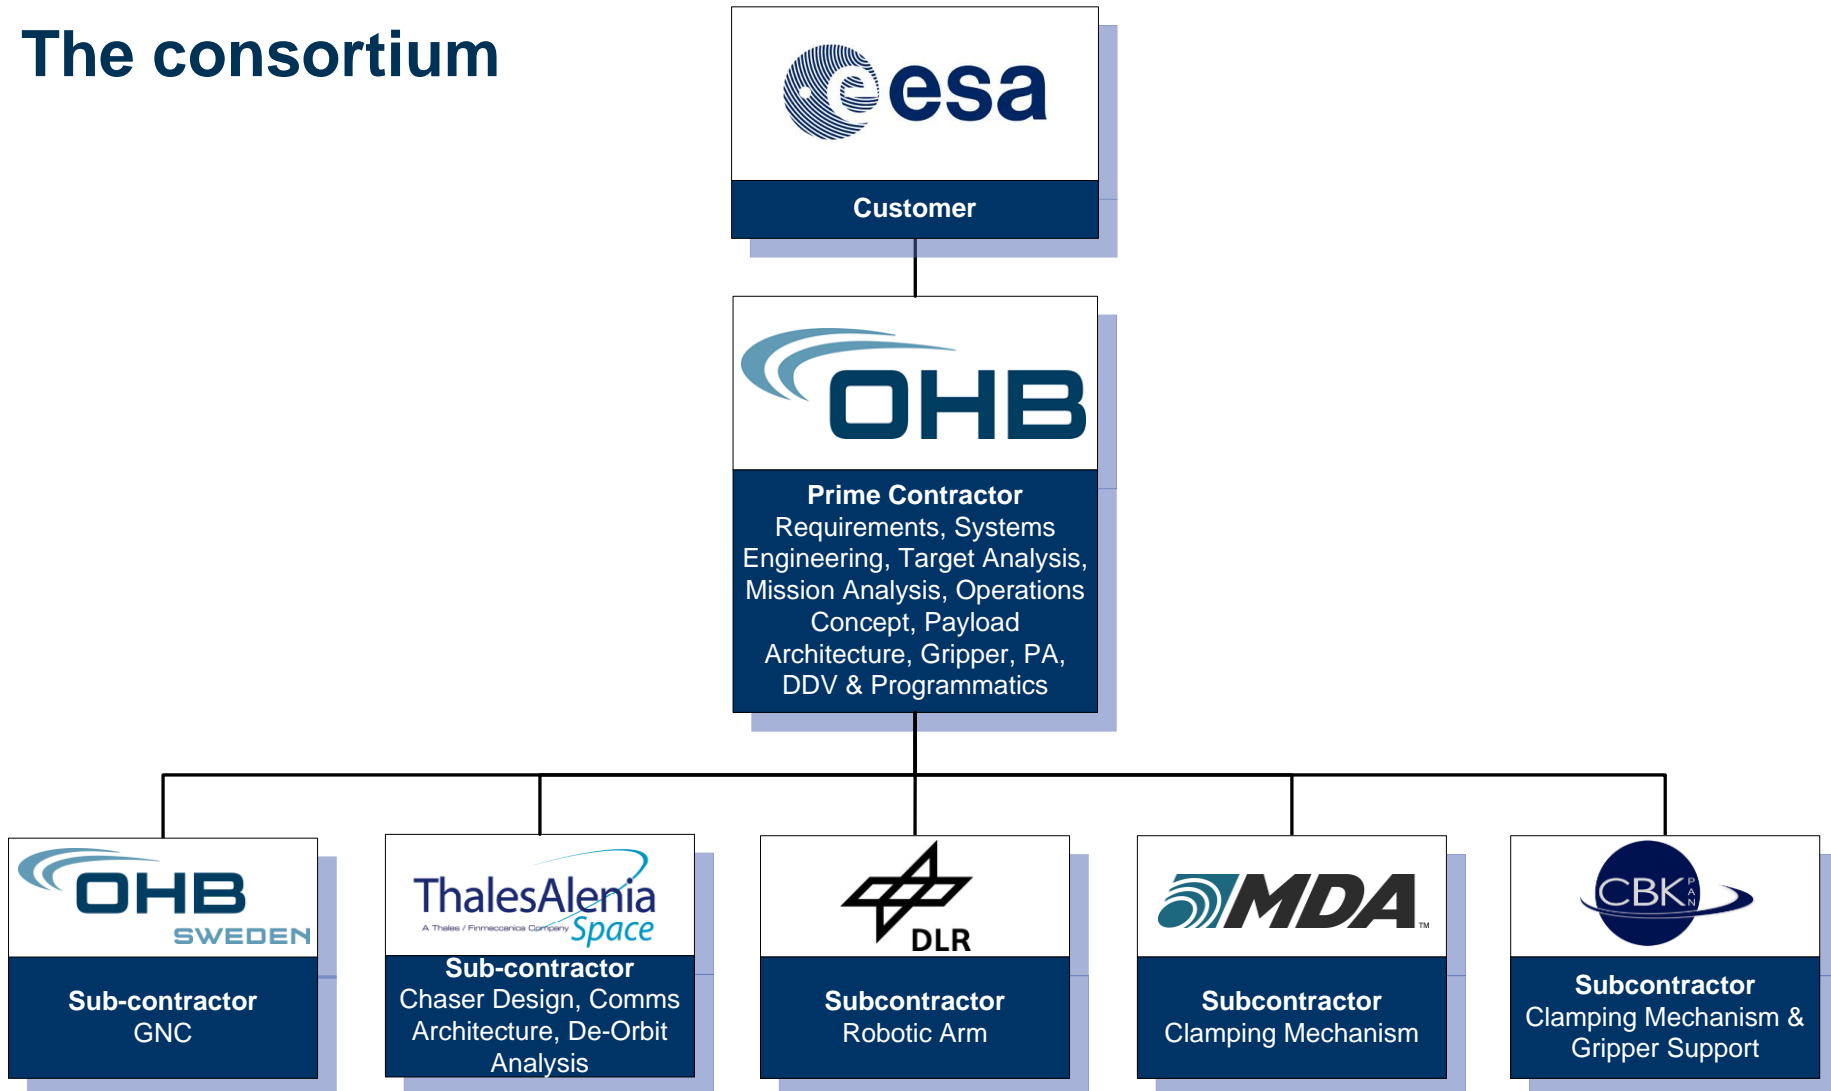 The consortium
esa
Customer
OHB
Prime Contractor
Requirements, Systems
Engineering, Target Analysis,
Mission Analysis, Operations
Concept, Payload
Architecture, Gripper, PA,
DDV & Programmatics
OHB
SWEDEN
Sub-contractor
GNC
ThalesAlenia
A Thales / Finmeccanica Company Space
Sub-contractor
Chaser Design, Comms
Architecture, De-Orbit
Analysis
DLR
Subcontractor
Robotic Arm
MDA TM
Subcontractor
Clamping Mechanism
CBK PAN
Subcontractor
Clamping Mechanism &
Gripper Support